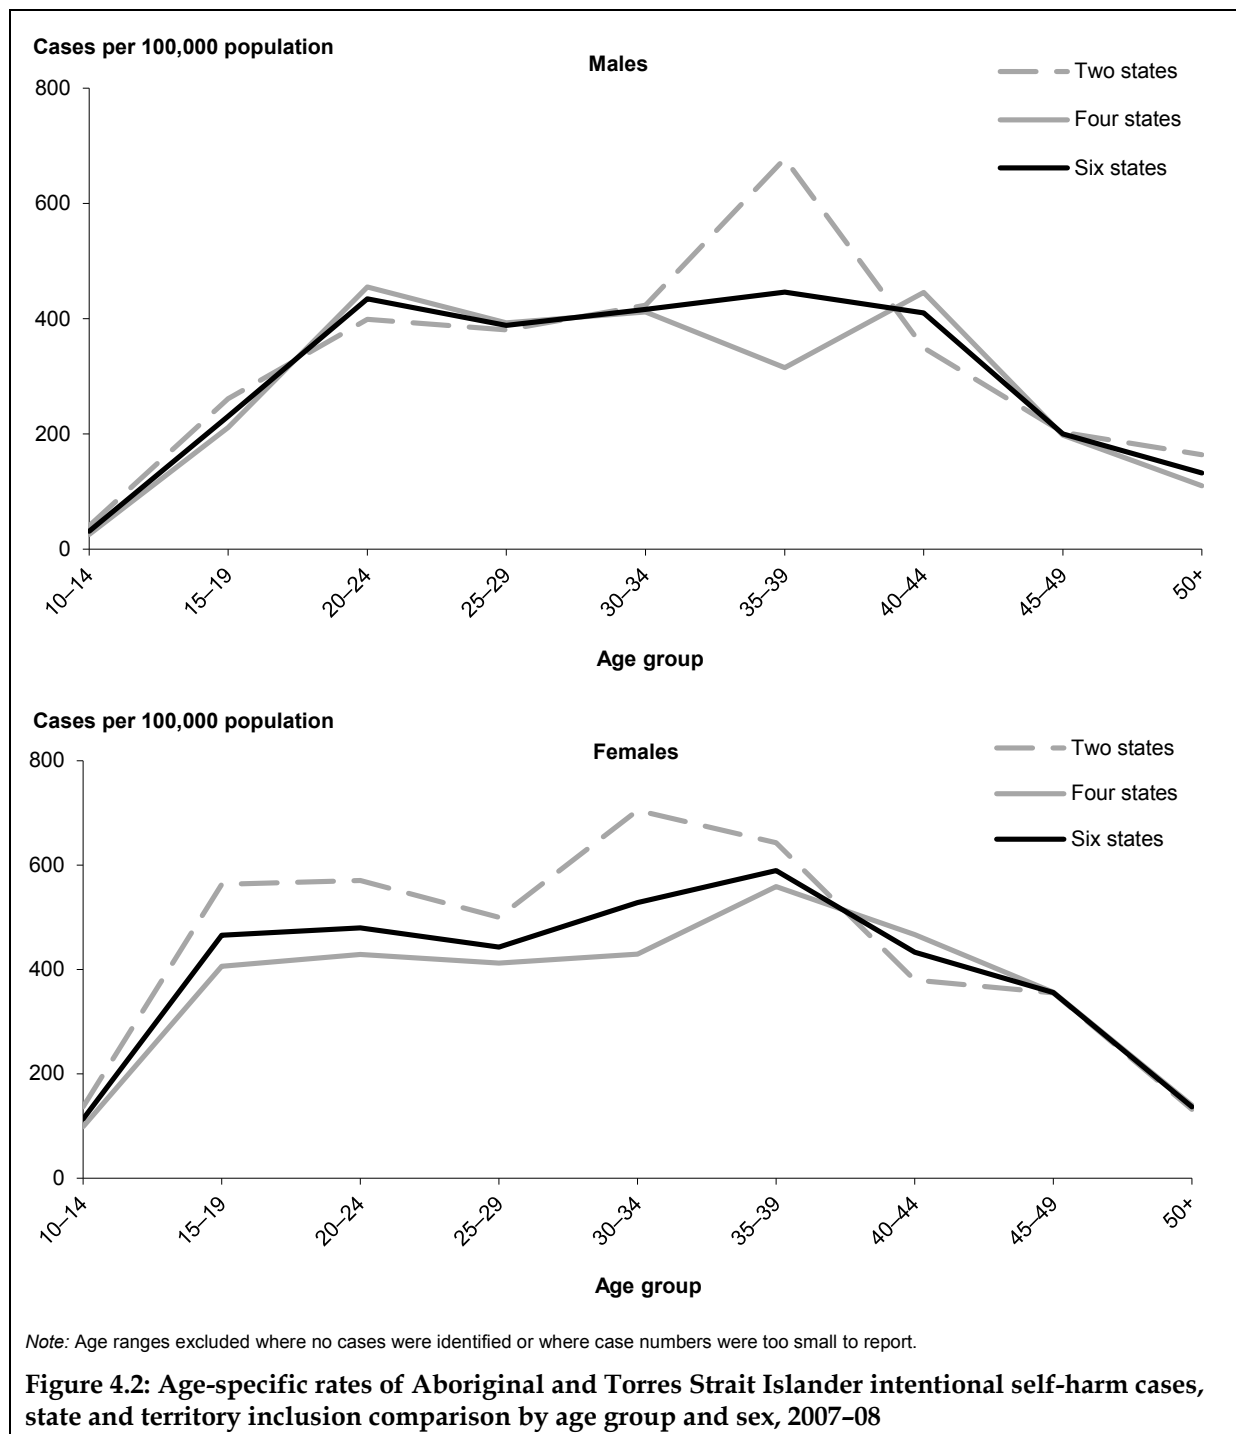 Cases per 100,000 population
Males
Two states
Four states
Six states
800
600
400
200
0
10–14
15–19
20–24
25–29
30–34
35–39
40–44
45–49
50+
Age group
Cases per 100,000 population
Females
Two states
Four states
Six states
800
600
400
200
0
10–14
15–19
20–24
25–29
30–34
35–39
40–44
45–49
50+
Age group
Note: Age ranges excluded where no cases were identified or where case numbers were too small to report.
Figure 4.2: Age-specific rates of Aboriginal and Torres Strait Islander intentional self-harm cases,
state and territory inclusion comparison by age group and sex, 2007–08